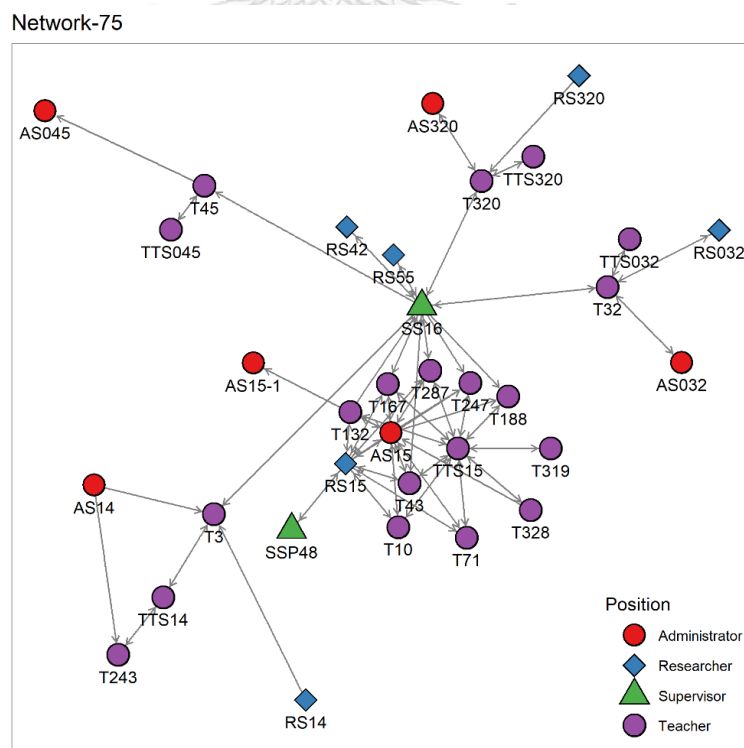 Network-75
RS320
AS320
AS045
TTS320
T320
T45
TTS045
RS42
TTS032
RS032
RS55
T32
SS16
AS15-1
AS032
T287
T167
T247
T188
T132
AS15
TTS15
T319
RS15
T43
AS14
T3
SSP48
T10
T71
T328
TTS14
T243
RS14
Position
Administrator
Researcher
Supervisor
Teacher